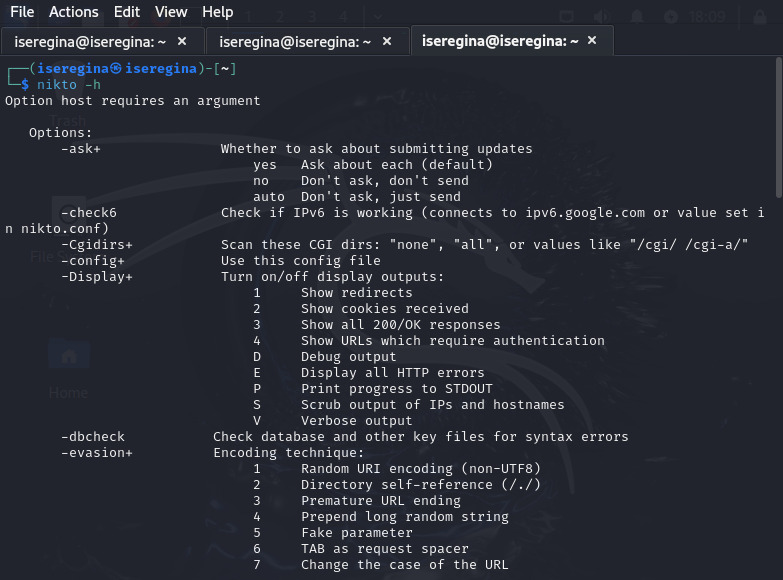 File Actions Edit View Help 1 2 3 4 18:09
iseregina@iseregina: ~ × iseregina@iseregina: ~ × iseregina@iseregina: ~ ×
┌──(iseregina㉿iseregina)-[~]
└─$ nikto -h
Option host requires an argument
Trash
Options:
-ask+ Whether to ask about submitting updates
yes Ask about each (default)
no Don't ask, don't send
auto Don't ask, just send
-check6 Check if IPv6 is working (connects to ipv6.google.com or value set i
n nikto.conf)
-Cgidirs+ Scan these CGI dirs: "none", "all", or values like "/cgi/ /cgi-a/"
-config+ Use this config file
-Display+ Turn on/off display outputs:
1 Show redirects
2 Show cookies received
3 Show all 200/OK responses
4 Show URLs which require authentication
D Debug output
E Display all HTTP errors
P Print progress to STDOUT
Home
S Scrub output of IPs and hostnames
V Verbose output
-dbcheck Check database and other key files for syntax errors
-evasion+ Encoding technique:
1 Random URI encoding (non-UTF8)
2 Directory self-reference (/./)
3 Premature URL ending
4 Prepend long random string
5 Fake parameter
6 TAB as request spacer
7 Change the case of the URL